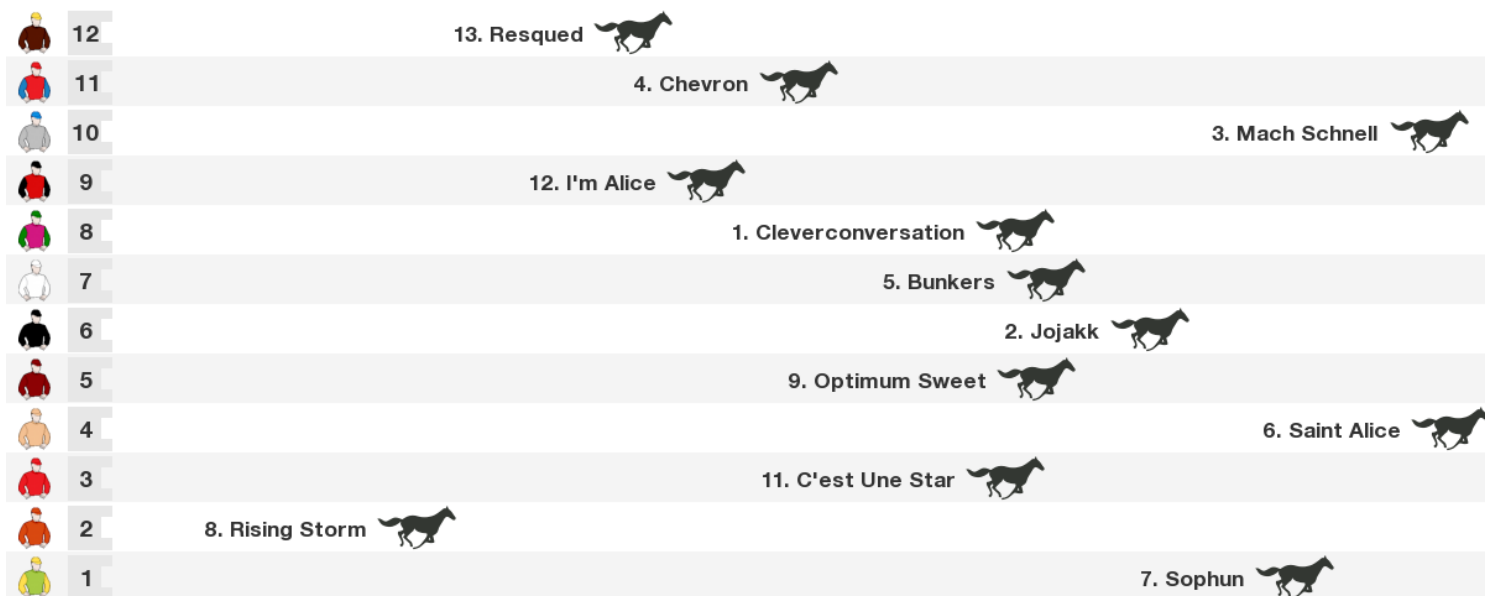 12 13. Resqued
11 4. Chevron
10 3. Mach Schnell
9 12. I'm Alice
8 1. Cleverconversation
7 5. Bunkers
6 2. Jojakk
5 9. Optimum Sweet
4 6. Saint Alice
3 11. C'est Une Star
2 8. Rising Storm
1 7. Sophun